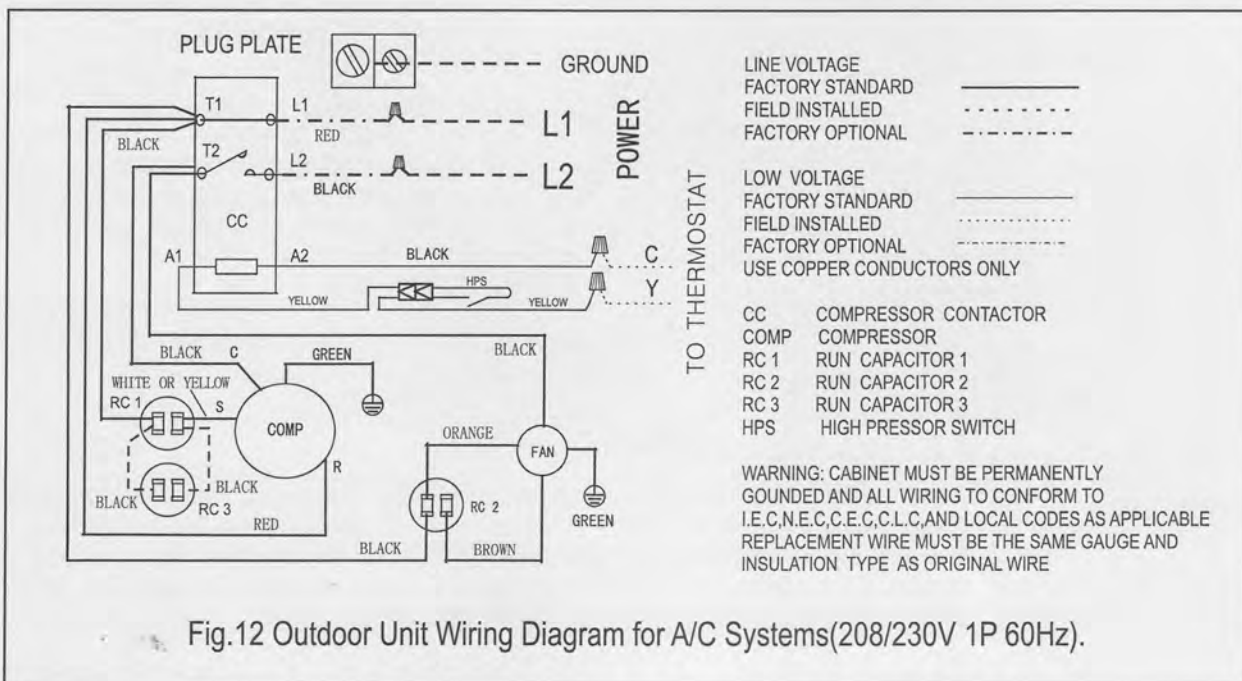 PLUG PLATE
GROUND
T1
L1
L1
RED
BLACK
T2
L2
L2
BLACK
POWER
CC
A1
A2
BLACK
C
HPS
YELLOW
YELLOW
Y
TO THERMOSTAT
BLACK
C
GREEN
BLACK
WHITE OR YELLOW
RC 1
S
COMP
ORANGE
FAN
R
BLACK
BLACK
RC 3
RC 2
GREEN
RED
BLACK
BROWN
LINE VOLTAGE
FACTORY STANDARD
FIELD INSTALLED
FACTORY OPTIONAL
LOW VOLTAGE
FACTORY STANDARD
FIELD INSTALLED
FACTORY OPTIONAL
USE COPPER CONDUCTORS ONLY
CC COMPRESSOR CONTACTOR
COMP COMPRESSOR
RC 1 RUN CAPACITOR 1
RC 2 RUN CAPACITOR 2
RC 3 RUN CAPACITOR 3
HPS HIGH PRESSOR SWITCH
WARNING: CABINET MUST BE PERMANENTLY
GOUNDED AND ALL WIRING TO CONFORM TO
I.E.C,N.E.C,C.E.C,C.L.C,AND LOCAL CODES AS APPLICABLE
REPLACEMENT WIRE MUST BE THE SAME GAUGE AND
INSULATION TYPE AS ORIGINAL WIRE
Fig.12 Outdoor Unit Wiring Diagram for A/C Systems(208/230V 1P 60Hz).